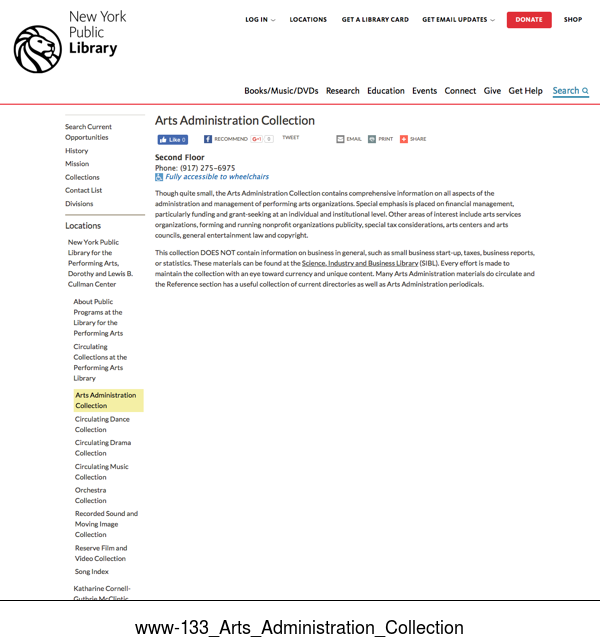 New York
Public
Library
LOG IN
LOCATIONS
GET A LIBRARY CARD
GET EMAIL UPDATES
DONATE
SHOP
Books/Music/DVDs Research Education Events Connect Give Get Help Search
Search Current
Opportunities
History
Mission
Collections
Contact List
Divisions
Locations
New York Public
Library for the
Performing Arts,
Dorothy and Lewis B.
Cullman Center
About Public
Programs at the
Library for the
Performing Arts
Circulating
Collections at the
Performing Arts
Library
Arts Administration
Collection
Circulating Dance
Collection
Circulating Drama
Collection
Circulating Music
Collection
Orchestra
Collection
Recorded Sound and
Moving Image
Collection
Reserve Film and
Video Collection
Song Index
Katharine Cornell-
Guthrie McClintic
Arts Administration Collection
Like 0
RECOMMEND
G+1 0
TWEET
EMAIL
PRINT
SHARE
Second Floor
Phone: (917) 275-6975
Fully accessible to wheelchairs
Though quite small, the Arts Administration Collection contains comprehensive information on all aspects of the
administration and management of performing arts organizations. Special emphasis is placed on financial management,
particularly funding and grant-seeking at an individual and institutional level. Other areas of interest include arts services
organizations, forming and running nonprofit organizations publicity, special tax considerations, arts centers and arts
councils, general entertainment law and copyright.
This collection DOES NOT contain information on business in general, such as small business start-up, taxes, business reports,
or statistics. These materials can be found at the Science, Industry and Business Library (SIBL). Every effort is made to
maintain the collection with an eye toward currency and unique content. Many Arts Administration materials do circulate and
the Reference section has a useful collection of current directories as well as Arts Administration periodicals.
www-133_Arts_Administration_Collection